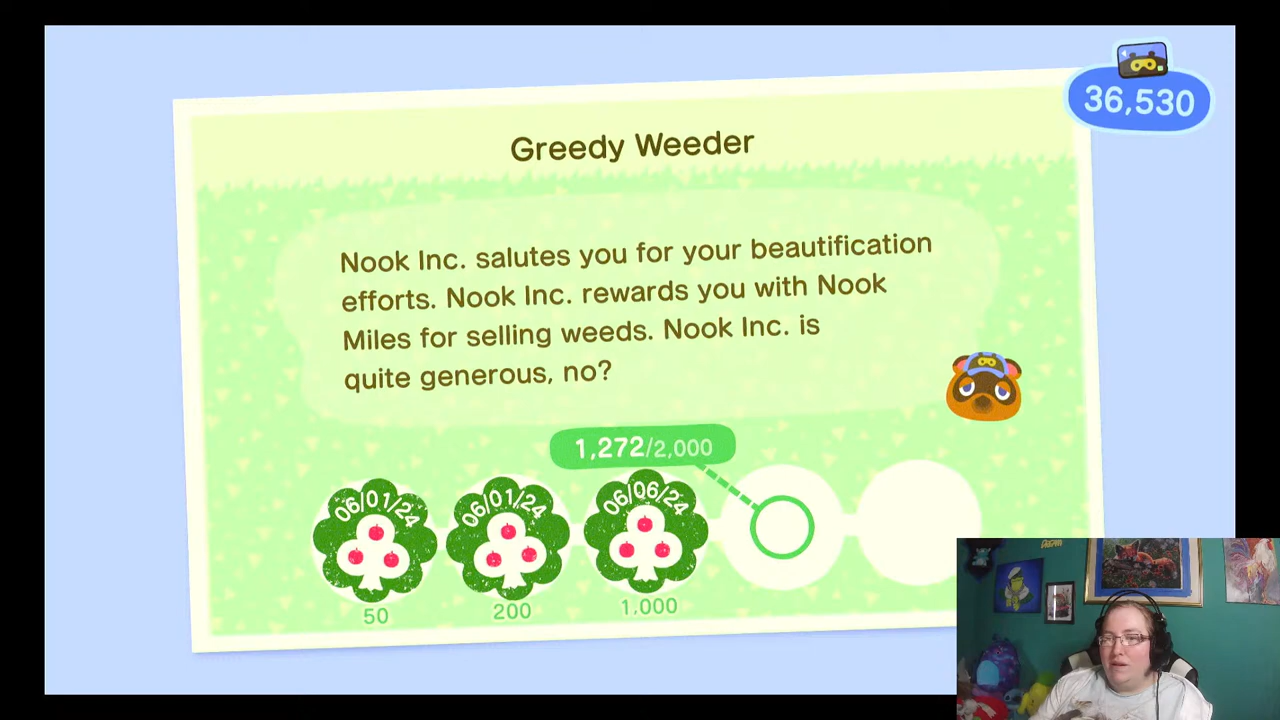 36,530
Greedy Weeder
Nook Inc. salutes you for your beautification
efforts. Nook Inc. rewards you with Nook
Miles for selling weeds. Nook Inc. is
quite generous, no?
1,272/2,000
06/01/24
06/01/24
06/06/24
50
200
1,000